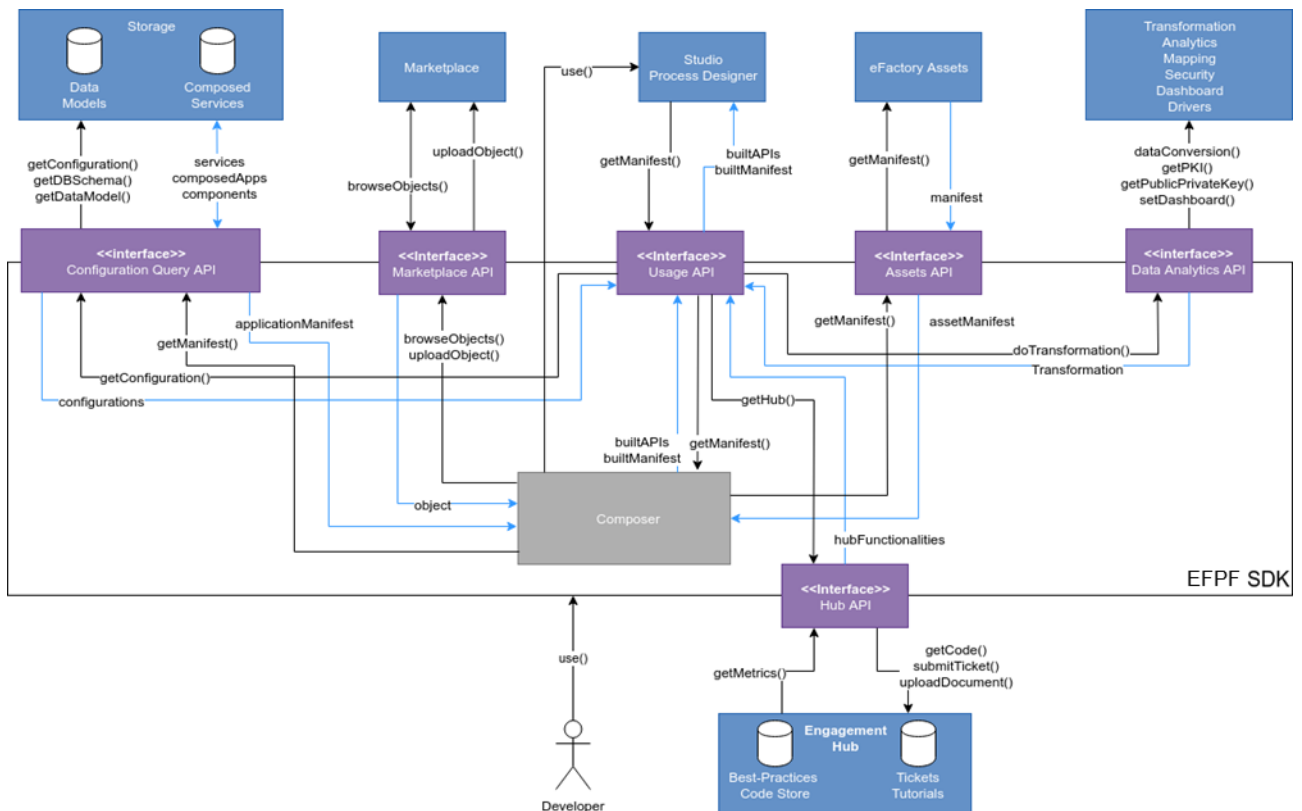 Storage
Data
Models
Composed
Services
Marketplace
use()
Studio
Process Designer
eFactory Assets
Transformation
Analytics
Mapping
Security
Dashboard
Drivers
getConfiguration()
getDBSchema()
getDataModel()
services
composedApps
components
browseObjects()
uploadObject()
getManifest()
builtAPIs
builtManifest
getManifest()
manifest
dataConversion()
getPKI()
getPublicPrivateKey()
setDashboard()
<<interface>>
Configuration Query API
<<Interface>>
Marketplace API
<<Interface>>
Usage API
<<Interface>>
Assets API
<<interface>>
Data Analytics API
applicationManifest
getManifest()
browseObjects()
uploadObject()
getManifest()
assetManifest
getConfiguration()
doTransformation()
Transformation
configurations
getHub()
builtAPIs
builtManifest
getManifest()
object
Composer
hubFunctionalities
EFPF SDK
<<Interface>>
Hub API
use()
getMetrics()
getCode()
submitTicket()
uploadDocument()
Engagement
Hub
Best-Practices
Code Store
Tickets
Tutorials
Developer